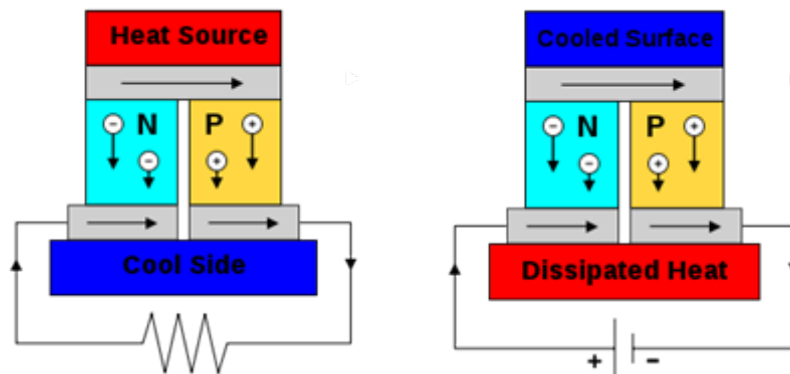 Heat Source
N P
Cool Side
Cooled Surface
N P
Dissipated Heat
+ −